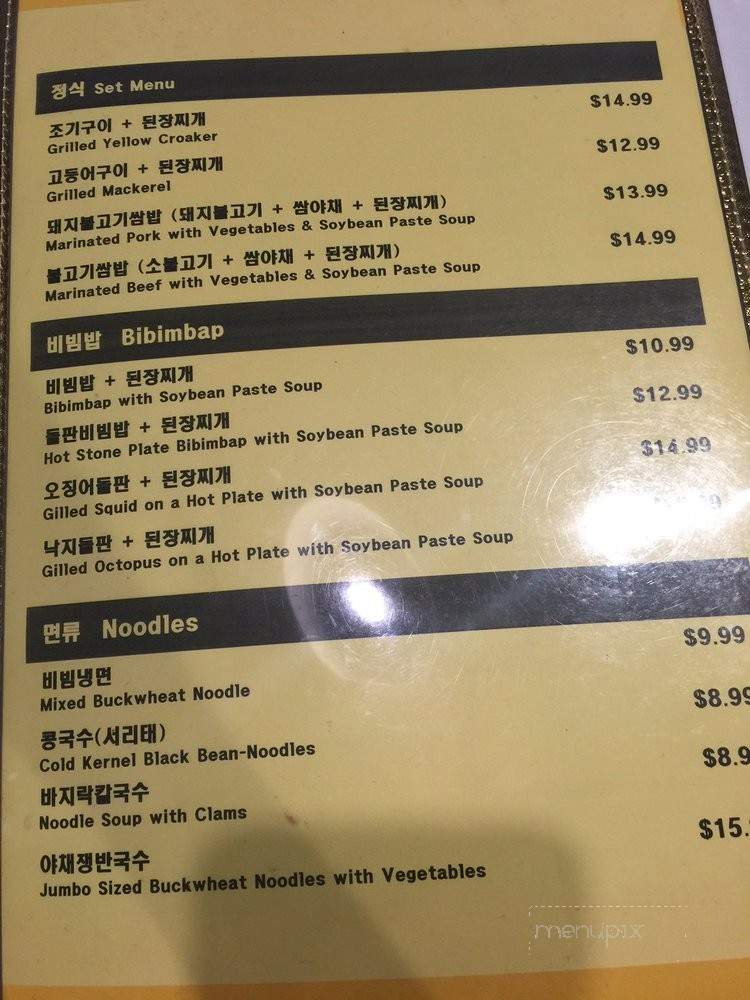 정식 Set Menu
조기구이 + 된장찌개 $14.99
Grilled Yellow Croaker
고등어구이 + 된장찌개 $12.99
Grilled Mackerel
돼지불고기쌈밥 (돼지불고기 + 쌈야채 + 된장찌개) $13.99
Marinated Pork with Vegetables & Soybean Paste Soup
불고기쌈밥 (소불고기 + 쌈야채 + 된장찌개) $14.99
Marinated Beef with Vegetables & Soybean Paste Soup
비빔밥 Bibimbap
비빔밥 + 된장찌개 $10.99
Bibimbap with Soybean Paste Soup
돌판비빔밥 + 된장찌개 $12.99
Hot Stone Plate Bibimbap with Soybean Paste Soup
오징어돌판 + 된장찌개 $14.99
Gilled Squid on a Hot Plate with Soybean Paste Soup
낙지돌판 + 된장찌개
Gilled Octopus on a Hot Plate with Soybean Paste Soup
면류 Noodles
비빔냉면 $9.99
Mixed Buckwheat Noodle
콩국수(서리태) $8.99
Cold Kernel Black Bean-Noodles
바지락칼국수 $8.9
Noodle Soup with Clams
야채쟁반국수 $15.
Jumbo Sized Buckwheat Noodles with Vegetables
menupix